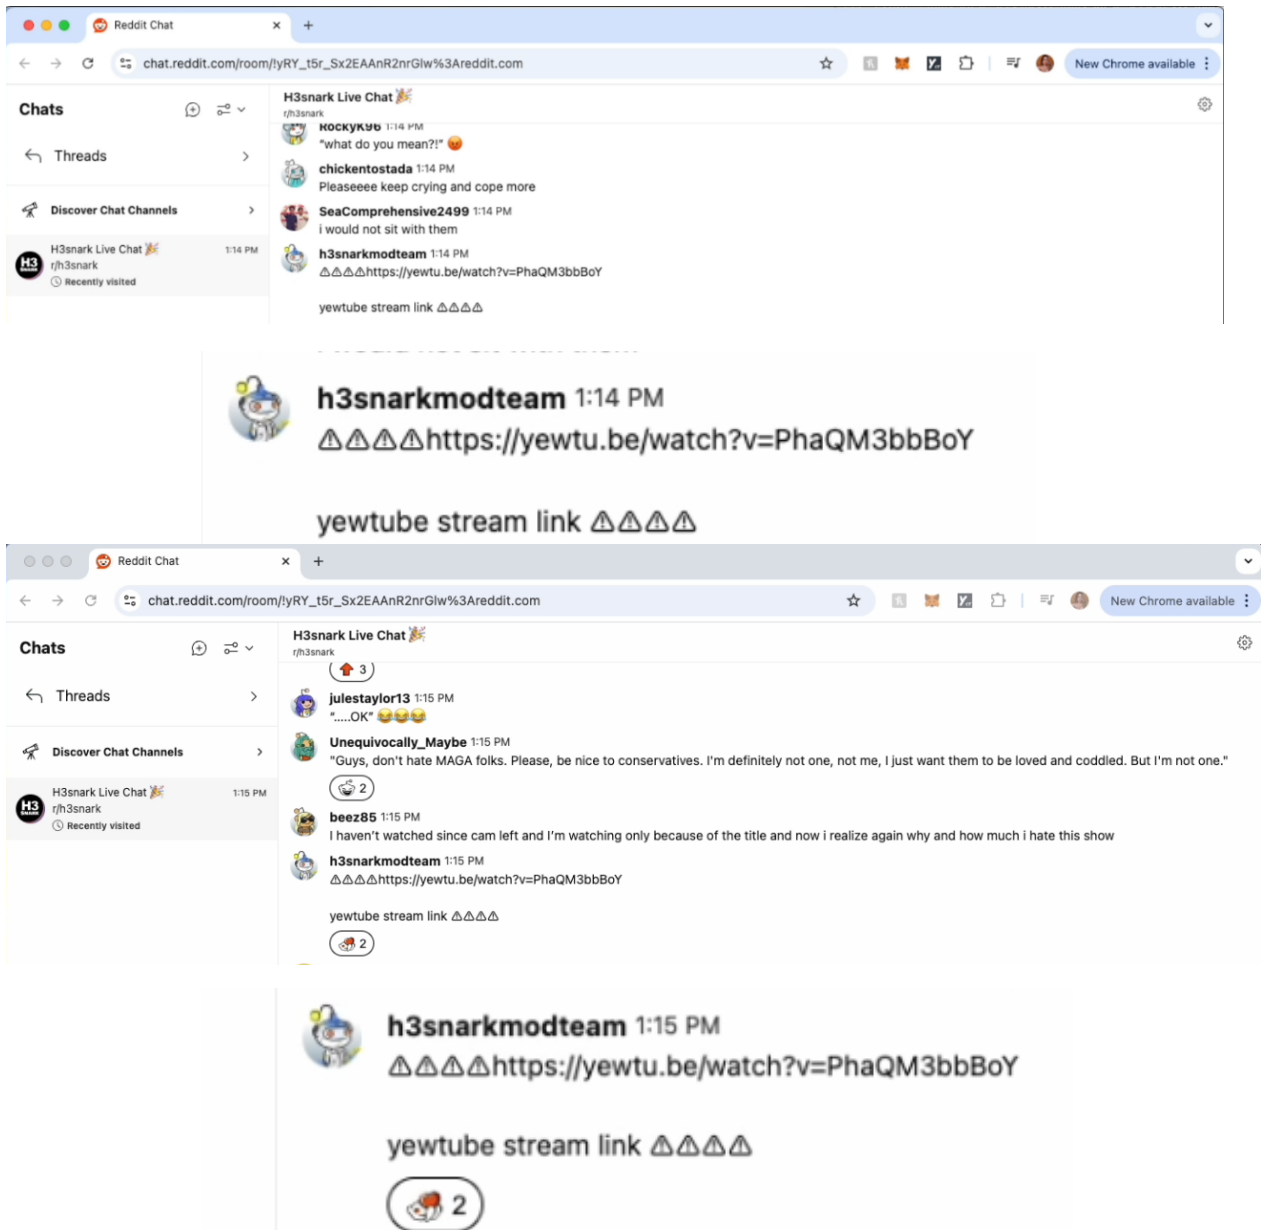 Reddit Chat
chat.reddit.com/room/!yRY_t5r_Sx2EAAnR2nrGlw%3Areddit.com
New Chrome available
Chats
Threads
Discover Chat Channels
H3snark Live Chat 🎉 1:14 PM
r/h3snark
Recently visited
H3snark Live Chat 🎉
r/h3snark
RockyK96 1:14 PM
"what do you mean?!" 😡
chickentostada 1:14 PM
Pleaseeee keep crying and cope more
SeaComprehensive2499 1:14 PM
i would not sit with them
h3snarkmodteam 1:14 PM
⚠⚠⚠⚠https://yewtu.be/watch?v=PhaQM3bbBoY
yewtube stream link ⚠⚠⚠⚠
h3snarkmodteam 1:14 PM
⚠⚠⚠⚠https://yewtu.be/watch?v=PhaQM3bbBoY
yewtube stream link ⚠⚠⚠⚠
Reddit Chat
chat.reddit.com/room/!yRY_t5r_Sx2EAAnR2nrGlw%3Areddit.com
New Chrome available
Chats
Threads
Discover Chat Channels
H3snark Live Chat 🎉 1:15 PM
r/h3snark
Recently visited
H3snark Live Chat 🎉
r/h3snark
3
julestaylor13 1:15 PM
".....OK" 😂😂😂
Unequivocally_Maybe 1:15 PM
"Guys, don't hate MAGA folks. Please, be nice to conservatives. I'm definitely not one, not me, I just want them to be loved and coddled. But I'm not one."
2
beez85 1:15 PM
I haven't watched since cam left and I'm watching only because of the title and now i realize again why and how much i hate this show
h3snarkmodteam 1:15 PM
⚠⚠⚠⚠https://yewtu.be/watch?v=PhaQM3bbBoY
yewtube stream link ⚠⚠⚠⚠
2
h3snarkmodteam 1:15 PM
⚠⚠⚠⚠https://yewtu.be/watch?v=PhaQM3bbBoY
yewtube stream link ⚠⚠⚠⚠
2